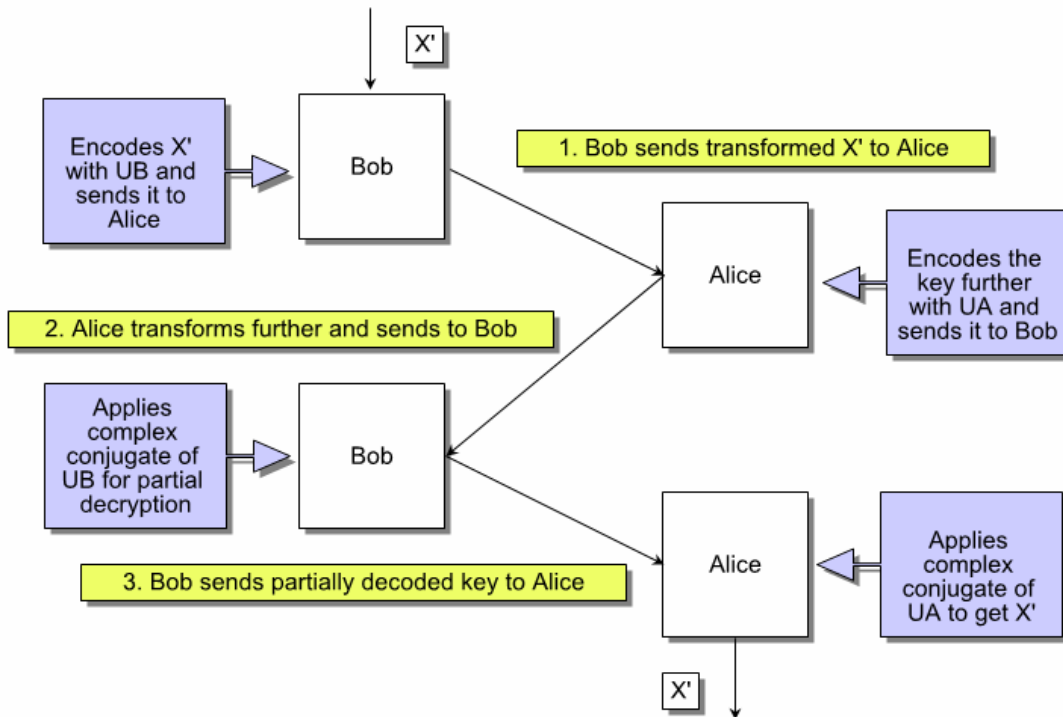 X'
Encodes X'
with UB and
sends it to
Alice
Bob
1. Bob sends transformed X' to Alice
Alice
Encodes the
key further
with UA and
sends it to Bob
2. Alice transforms further and sends to Bob
Applies
complex
conjugate of
UB for partial
decryption
Bob
3. Bob sends partially decoded key to Alice
Alice
Applies
complex
conjugate of
UA to get X'
X'